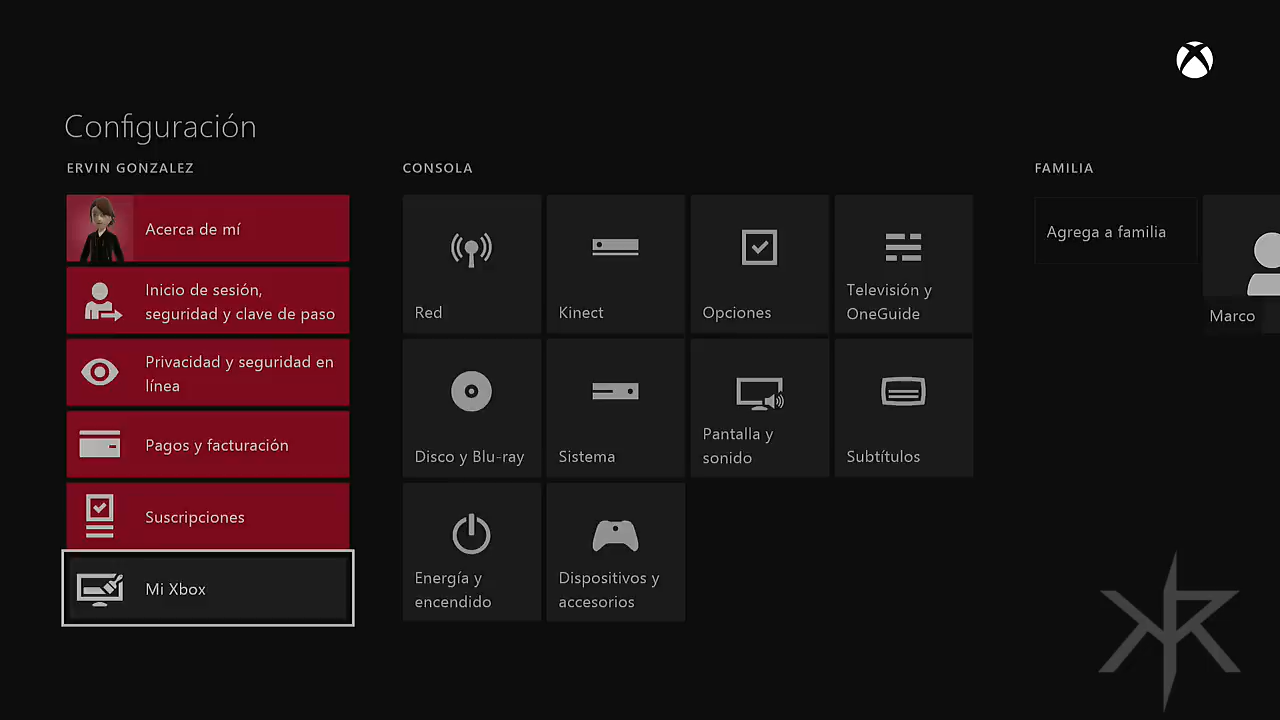 Configuración
ERVIN GONZALEZ
Acerca de mí
Inicio de sesión,
seguridad y clave de paso
Privacidad y seguridad en
línea
Pagos y facturación
Suscripciones
Mi Xbox
CONSOLA
Red
Kinect
Opciones
Televisión y
OneGuide
Disco y Blu-ray
Sistema
Pantalla y
sonido
Subtítulos
Energía y
encendido
Dispositivos y
accesorios
FAMILIA
Agrega a familia
Marco